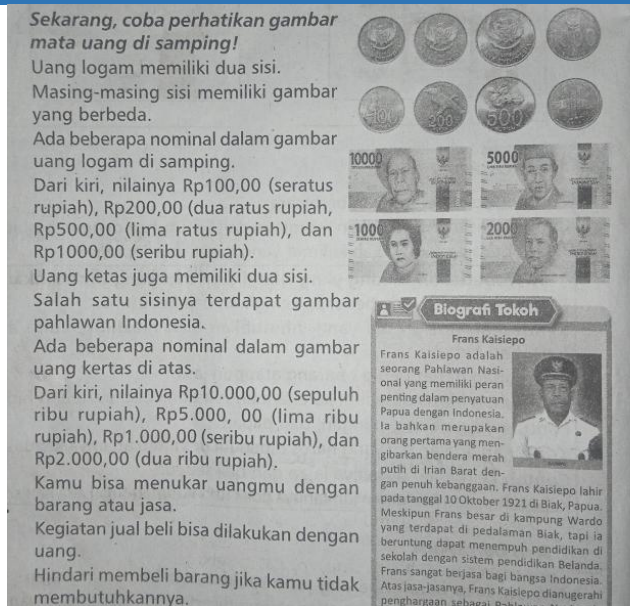 Sekarang, coba perhatikan gambar
mata uang di samping!
Uang logam memiliki dua sisi.
Masing-masing sisi memiliki gambar
yang berbeda.
Ada beberapa nominal dalam gambar
uang logam di samping.
Dari kiri, nilainya Rp100,00 (seratus
rupiah), Rp200,00 (dua ratus rupiah,
Rp500,00 (lima ratus rupiah), dan
Rp1000,00 (seribu rupiah).
Uang ketas juga memiliki dua sisi.
Salah satu sisinya terdapat gambar
pahlawan Indonesia.
Ada beberapa nominal dalam gambar
uang kertas di atas.
Dari kiri, nilainya Rp10.000,00 (sepuluh
ribu rupiah), Rp5.000, 00 (lima ribu
rupiah), Rp1.000,00 (seribu rupiah), dan
Rp2.000,00 (dua ribu rupiah).
Kamu bisa menukar uangmu dengan
barang atau jasa.
Kegiatan jual beli bisa dilakukan dengan
uang.
Hindari membeli barang jika kamu tidak
membutuhkannya.
100
200
500
10000
5000
1000
2000
Biografi Tokoh
Frans Kaisiepo
Frans Kaisiepo adalah
seorang Pahlawan Nasi-
onal yang memiliki peran
penting dalam penyatuan
Papua dengan Indonesia.
Ia bahkan merupakan
orang pertama yang men-
gibarkan bendera merah
putih di Irian Barat den-
gan penuh kebanggaan. Frans Kaisiepo lahir
pada tanggal 10 Oktober 1921 di Biak, Papua.
Meskipun Frans besar di kampung Wardo
yang terdapat di pedalaman Biak, tapi ia
beruntung dapat menempuh pendidikan di
sekolah dengan sistem pendidikan Belanda.
Frans sangat berjasa bagi bangsa Indonesia.
Atas jasa-jasanya, Frans Kaisiepo dianugerahi
penghargaan sebagai